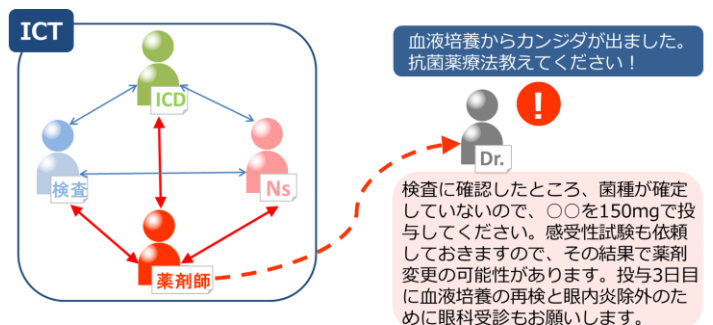 ICT
ICD
検査
Ns
薬剤師
血液培養からカンジダが出ました。
抗菌薬療法教えてください！
!
Dr.
検査に確認したところ、菌種が確定
していないので、○○を150mgで投
与してください。感受性試験も依頼
しておきますので、その結果で薬剤
変更の可能性があります。投与3日目
に血液培養の再検と眼内炎除外のた
めに眼科受診もお願いします。